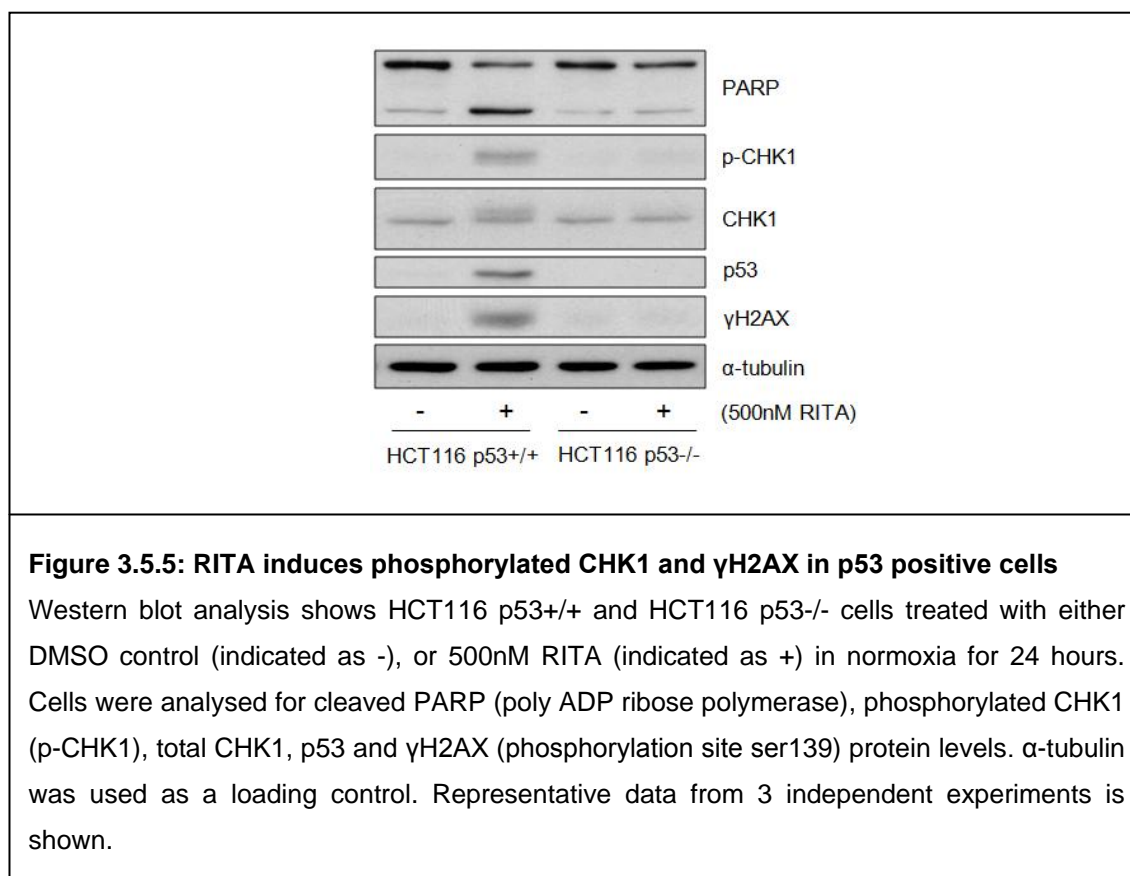 PARP
p-CHK1
CHK1
p53
γH2AX
α-tubulin
- + - + (500nM RITA)
HCT116 p53+/+ HCT116 p53-/-
Figure 3.5.5: RITA induces phosphorylated CHK1 and γH2AX in p53 positive cells
Western blot analysis shows HCT116 p53+/+ and HCT116 p53-/- cells treated with either
DMSO control (indicated as -), or 500nM RITA (indicated as +) in normoxia for 24 hours.
Cells were analysed for cleaved PARP (poly ADP ribose polymerase), phosphorylated CHK1
(p-CHK1), total CHK1, p53 and γH2AX (phosphorylation site ser139) protein levels. α-tubulin
was used as a loading control. Representative data from 3 independent experiments is
shown.